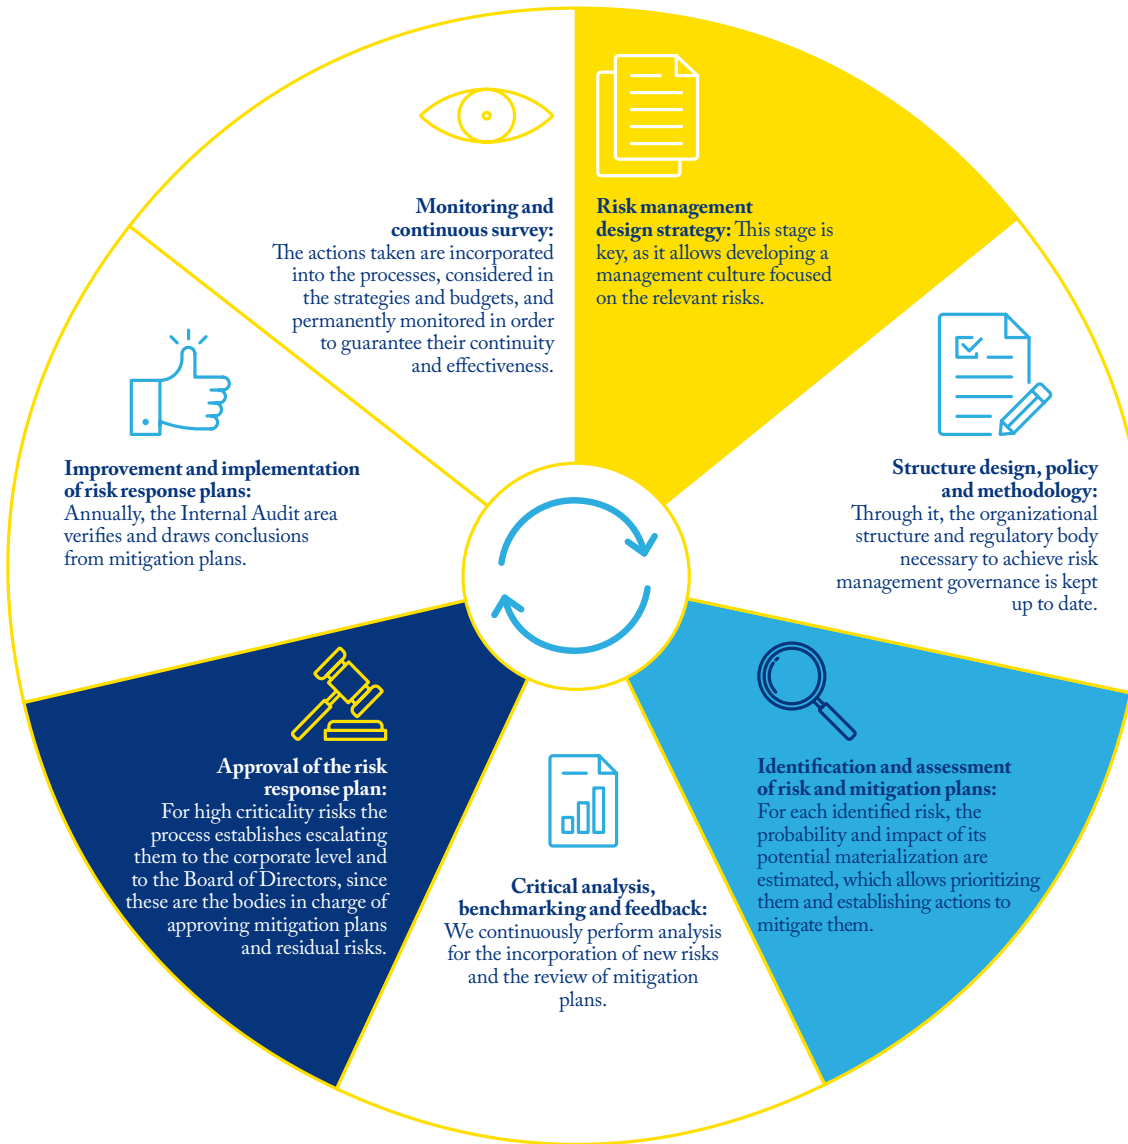 Risk management
design strategy: This stage is
key, as it allows developing a
management culture focused
on the relevant risks.
Structure design, policy
and methodology:
Through it, the organizational
structure and regulatory body
necessary to achieve risk
management governance is kept
up to date.
Identification and assessment
of risk and mitigation plans:
For each identified risk, the
probability and impact of its
potential materialization are
estimated, which allows prioritizing
them and establishing actions to
mitigate them.
Critical analysis,
benchmarking and feedback:
We continuously perform analysis
for the incorporation of new risks
and the review of mitigation
plans.
Approval of the risk
response plan:
For high criticality risks the
process establishes escalating
them to the corporate level and
to the Board of Directors, since
these are the bodies in charge of
approving mitigation plans
and residual risks.
Improvement and implementation
of risk response plans:
Annually, the Internal Audit area
verifies and draws conclusions
from mitigation plans.
Monitoring and
continuous survey:
The actions taken are incorporated
into the processes, considered in
the strategies and budgets, and
permanently monitored in order
to guarantee their continuity
and effectiveness.